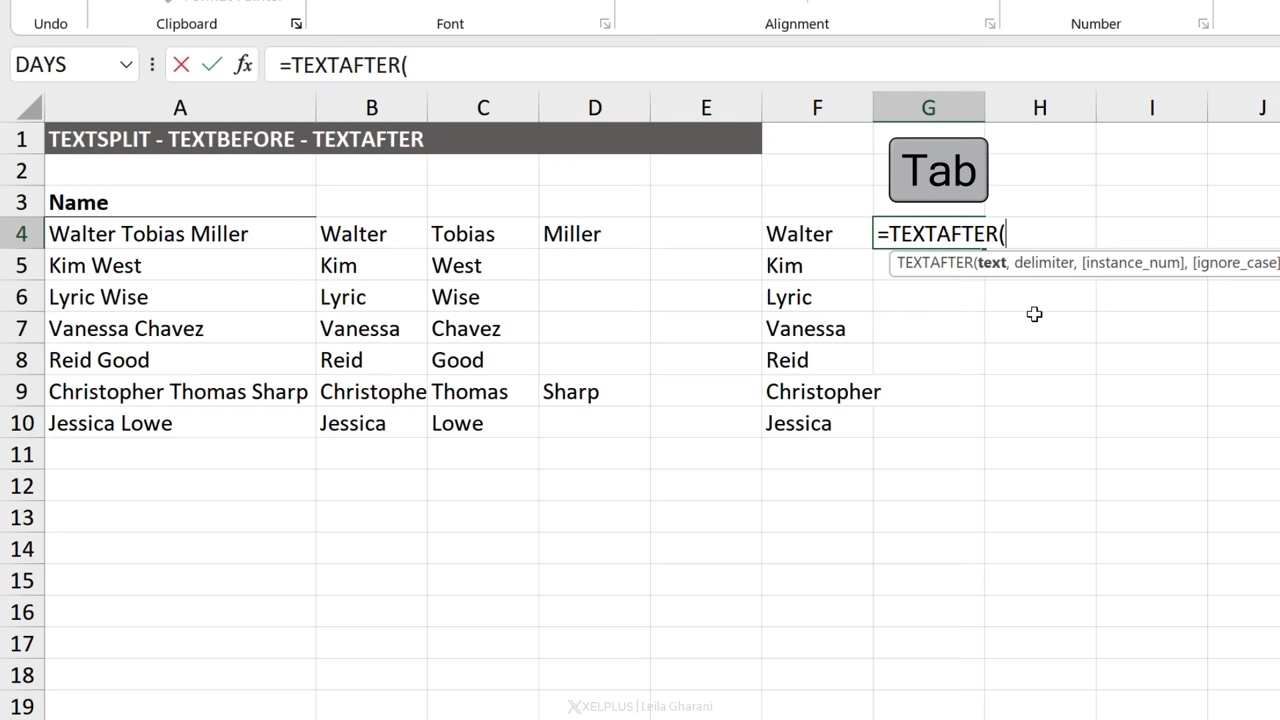 Undo Clipboard Font Alignment Number
DAYS fx =TEXTAFTER(
A B C D E F G H I J
1 TEXTSPLIT - TEXTBEFORE - TEXTAFTER
2 Tab
3 Name
4 Walter Tobias Miller Walter Tobias Miller Walter =TEXTAFTER(
TEXTAFTER(text, delimiter, [instance_num], [ignore_case]
5 Kim West Kim West Kim
6 Lyric Wise Lyric Wise Lyric
7 Vanessa Chavez Vanessa Chavez Vanessa
8 Reid Good Reid Good Reid
9 Christopher Thomas Sharp Christophe Thomas Sharp Christopher
10 Jessica Lowe Jessica Lowe Jessica
11
12
13
14
15
16
17
18
19
XELPLUS | Leila Gharani